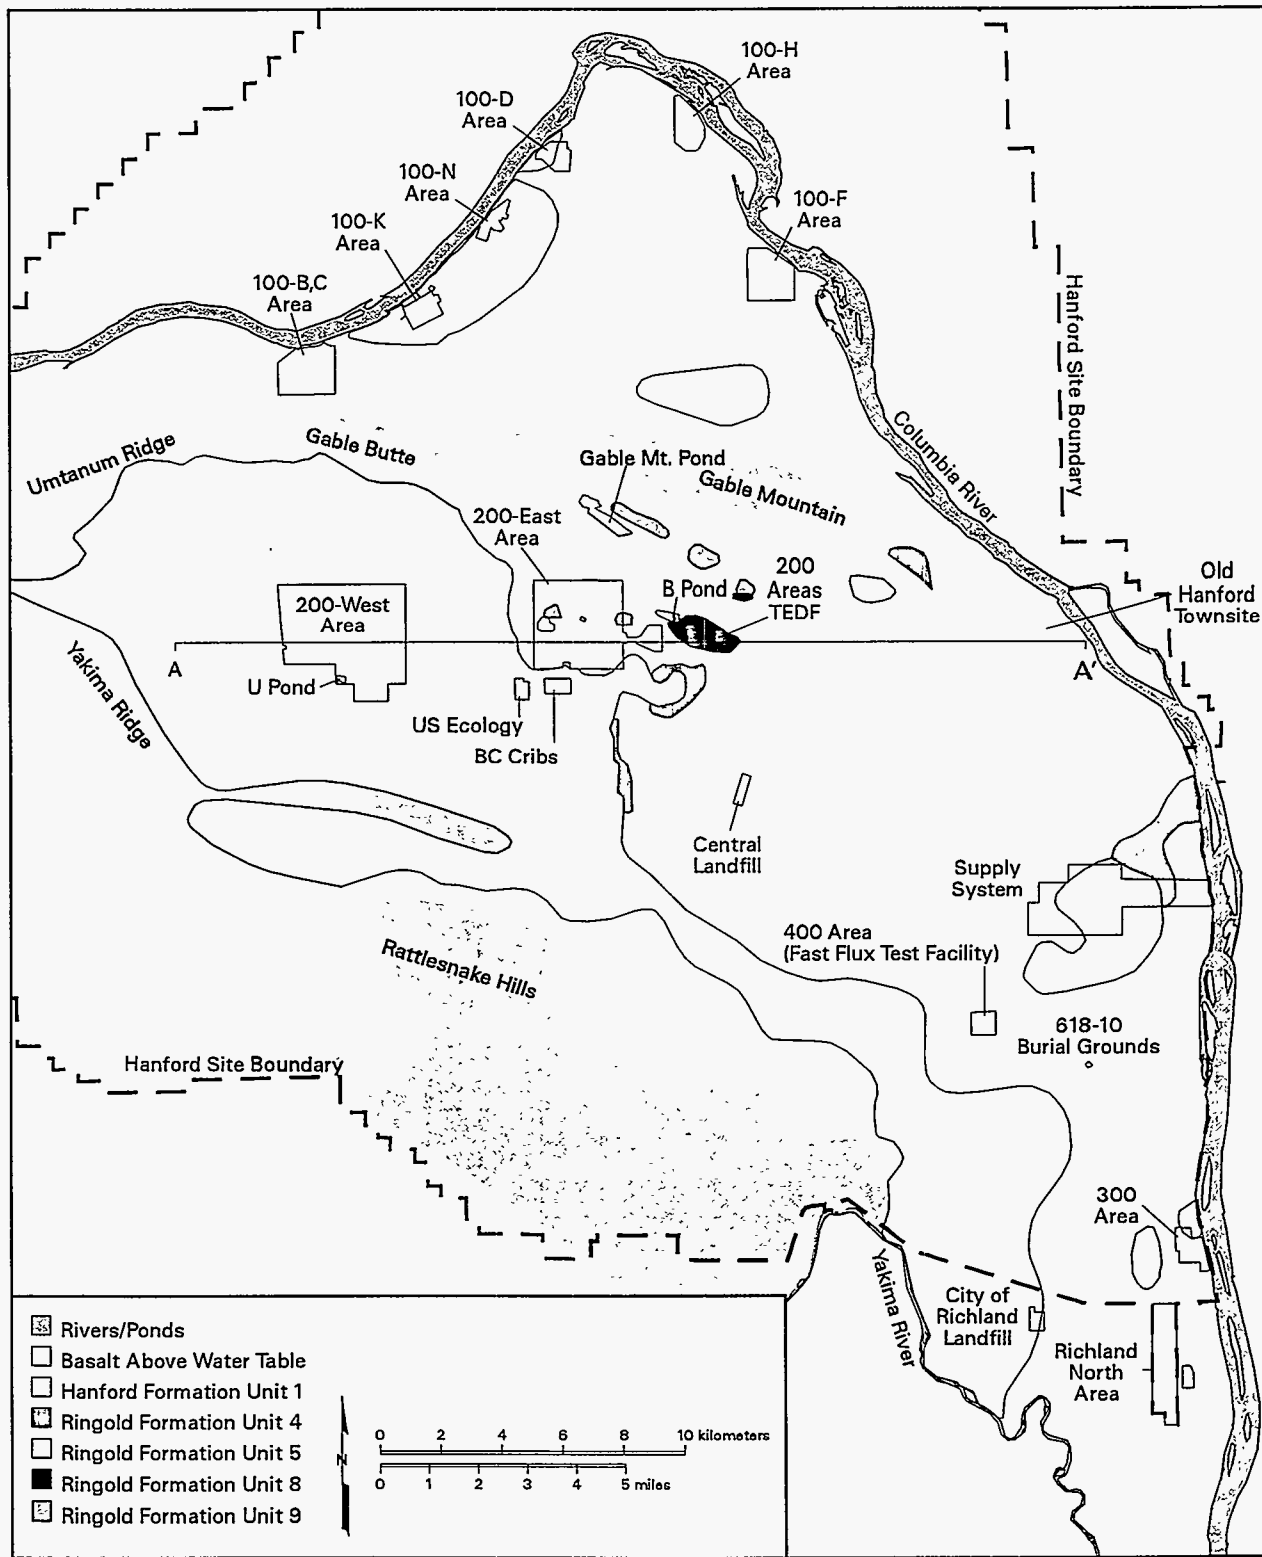 100-H
Area
100-D
Area
100-N
Area
100-K
Area
100-F
Area
100-B,C
Area
Hanford Site Boundary
Umtanum Ridge
Gable Butte
Columbia River
Gable Mt. Pond
Gable Mountain
200-East
Area
200-West
Area
B Pond
200
Areas
TEDF
Old
Hanford
Townsite
A
A'
Yakima Ridge
U Pond
US Ecology
BC Cribs
Central
Landfill
Supply
System
400 Area
(Fast Flux Test Facility)
Rattlesnake Hills
618-10
Burial Grounds
Hanford Site Boundary
300
Area
Yakima River
City of
Richland
Landfill
Richland
North
Area
Rivers/Ponds
Basalt Above Water Table
Hanford Formation Unit 1
Ringold Formation Unit 4
Ringold Formation Unit 5
Ringold Formation Unit 8
Ringold Formation Unit 9
N
0 2 4 6 8 10 kilometers
0 1 2 3 4 5 miles